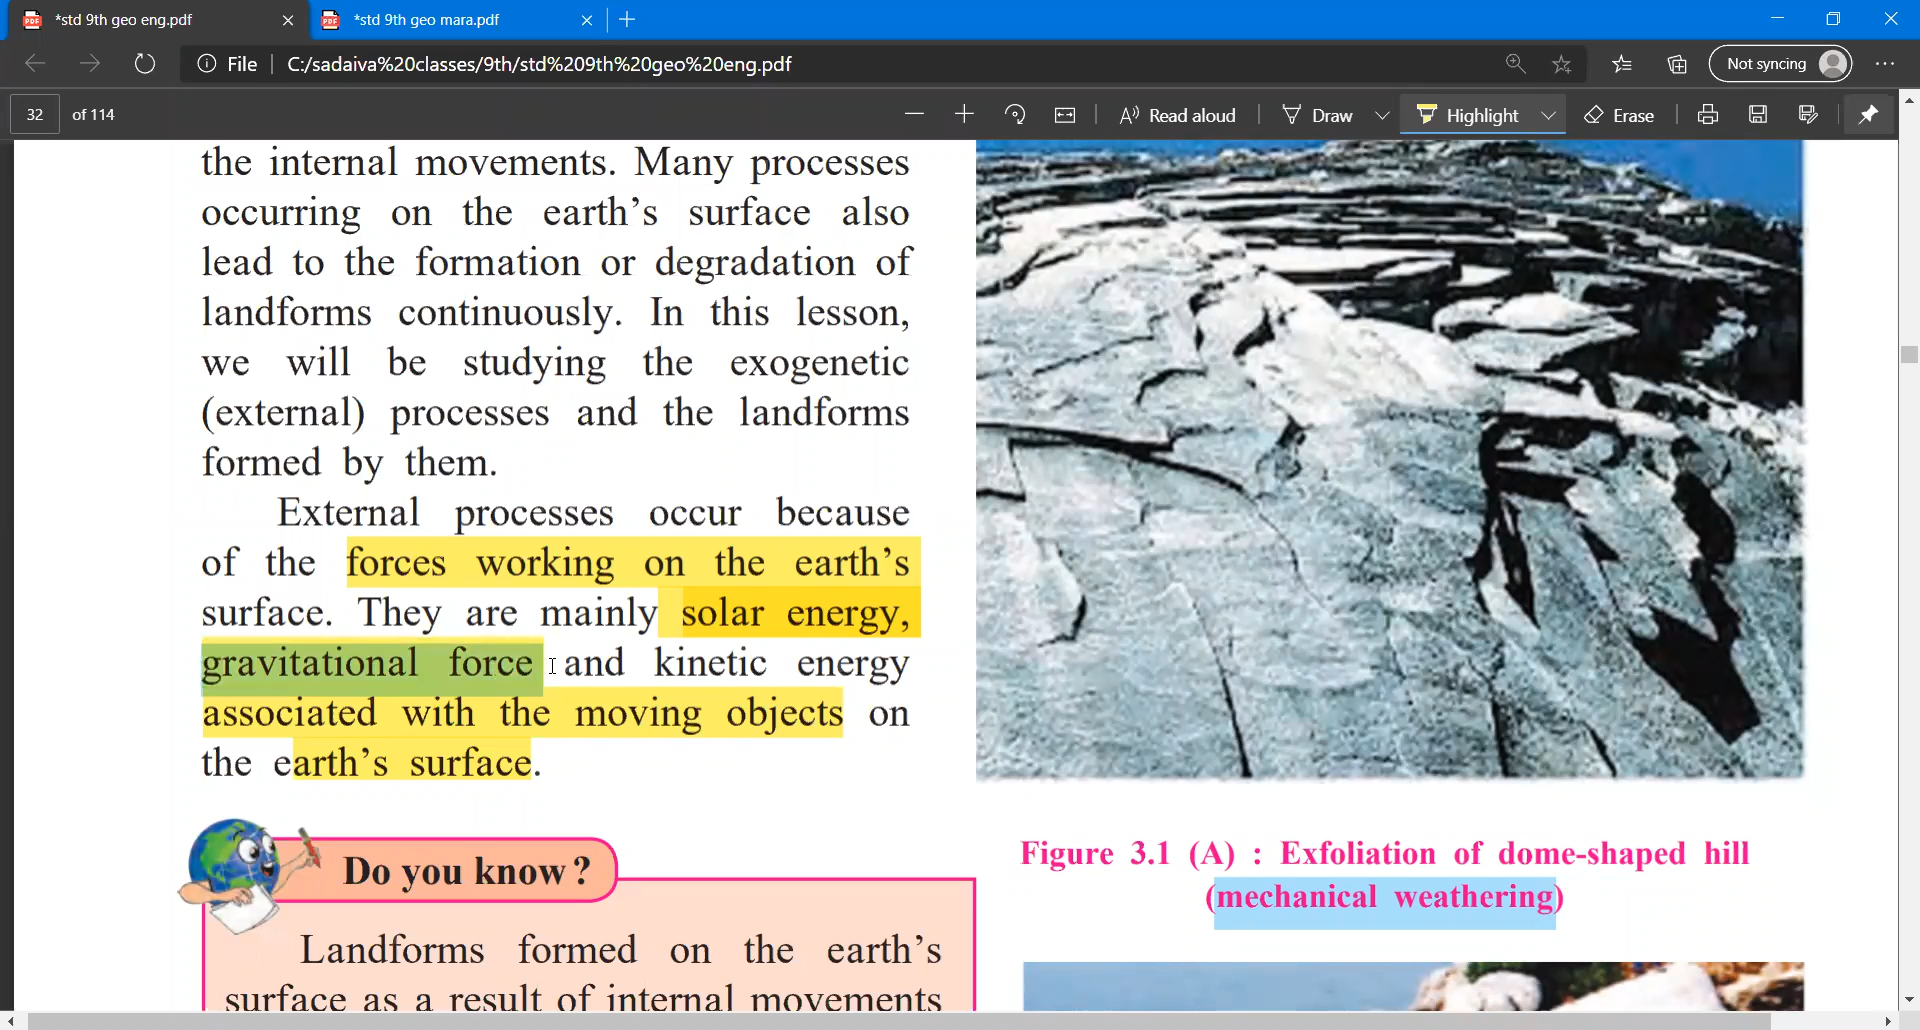 *std 9th geo eng.pdf
*std 9th geo mara.pdf
File
C:/sadaiva%20classes/9th/std%209th%20geo%20eng.pdf
Not syncing
32 of 114
Read aloud
Draw
Highlight
Erase
the internal movements. Many processes
occurring on the earth’s surface also
lead to the formation or degradation of
landforms continuously. In this lesson,
we will be studying the exogenetic
(external) processes and the landforms
formed by them.
External processes occur because
of the forces working on the earth’s
surface. They are mainly solar energy,
gravitational force and kinetic energy
associated with the moving objects on
the earth’s surface.
Do you know?
Landforms formed on the earth’s
surface as a result of internal movements
Figure 3.1 (A) : Exfoliation of dome-shaped hill
(mechanical weathering)